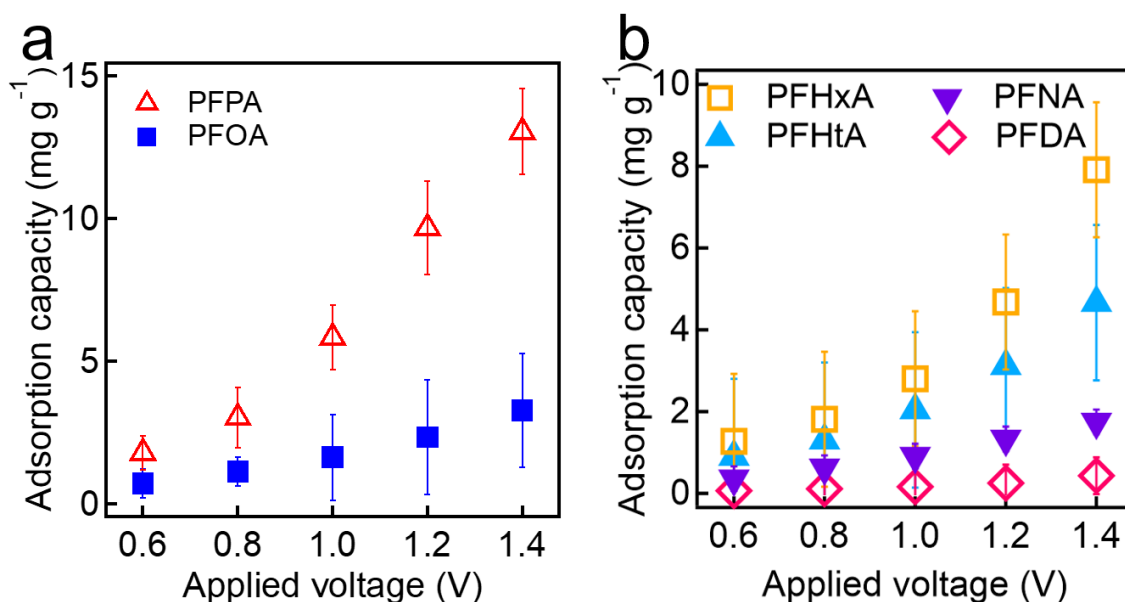 a
Adsorption capacity (mg g⁻¹)
15
10
5
0
PFPA
PFOA
0.6 0.8 1.0 1.2 1.4
Applied voltage (V)
b
Adsorption capacity (mg g⁻¹)
10
8
6
4
2
0
PFHxA PFNA
PFHtA PFDA
0.6 0.8 1.0 1.2 1.4
Applied voltage (V)